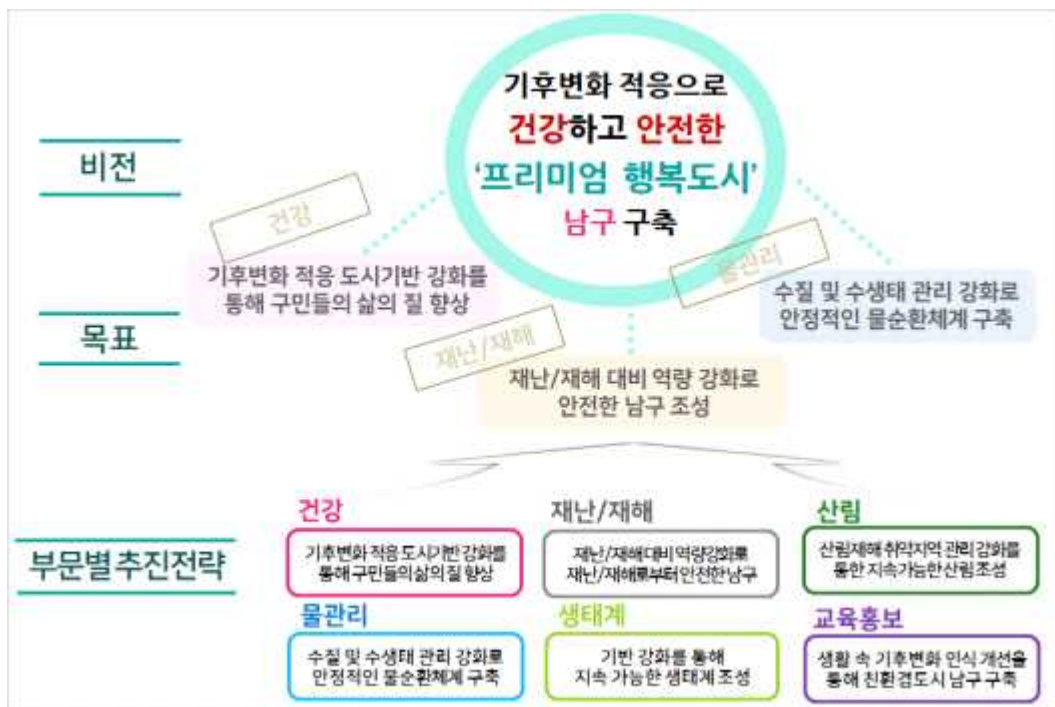 비전
기후변화 적응으로
건강하고 안전한
‘프리미엄 행복도시’
남구 구축
목표
건강
기후변화 적응 도시기반 강화를
통해 구민들의 삶의 질 향상
재난/재해
재난/재해 대비 역량 강화로
안전한 남구 조성
물관리
수질 및 수생태 관리 강화로
안정적인 물순환체계 구축
부문별 추진전략
건강
기후변화 적응 도시기반 강화를
통해 구민들의 삶의 질 향상
재난/재해
재난/재해 대비 역량강화로
재난/재해로부터 안전한 남구
산림
산림재해 취약지역 관리 강화를
통한 지속가능한 산림 조성
물관리
수질 및 수생태 관리 강화로
안정적인 물순환체계 구축
생태계
기반 강화를 통해
지속 가능한 생태계 조성
교육홍보
생활 속 기후변화 인식 개선을
통해 친환경도시 남구 구축